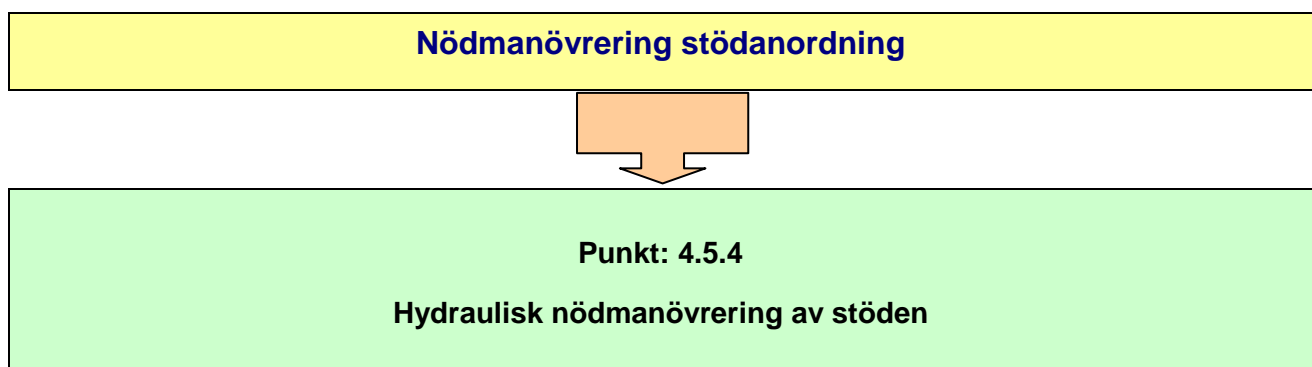 Nödmanövrering stödanordning
Punkt: 4.5.4
Hydraulisk nödmanövrering av stöden